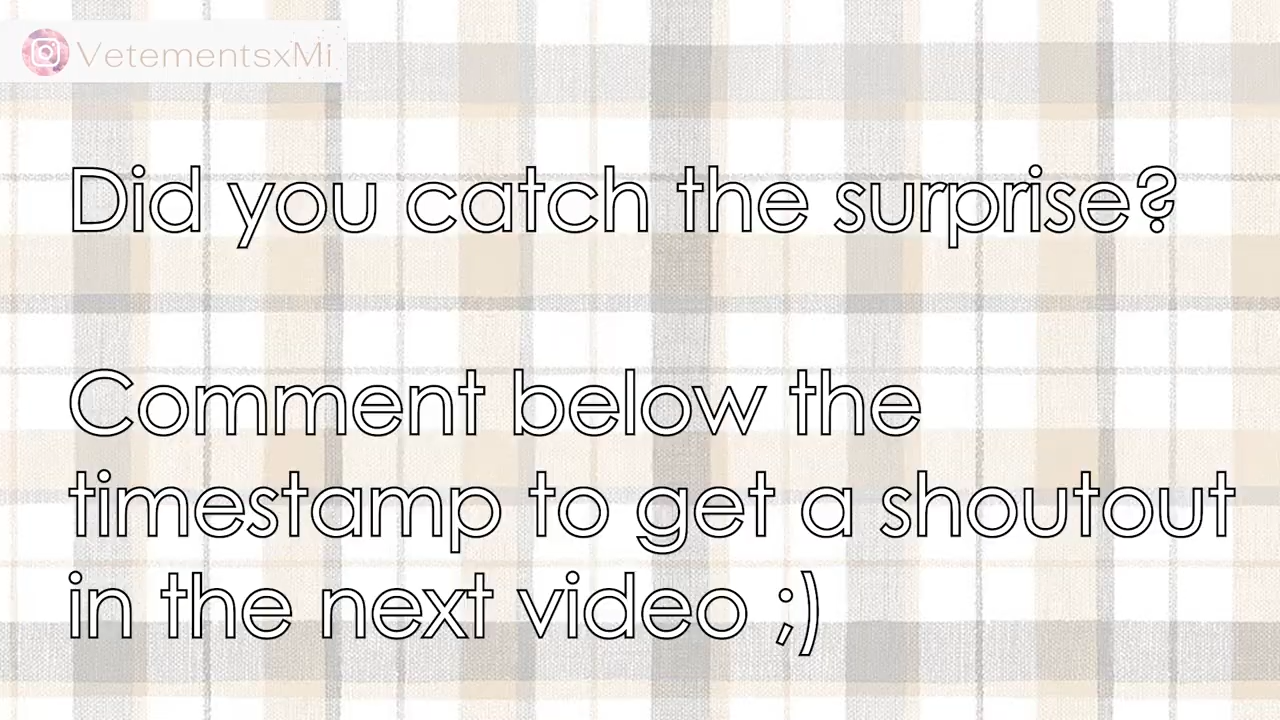 VetementsxMi
Did you catch the surprise?
Comment below the
timestamp to get a shoutout
in the next video ;)